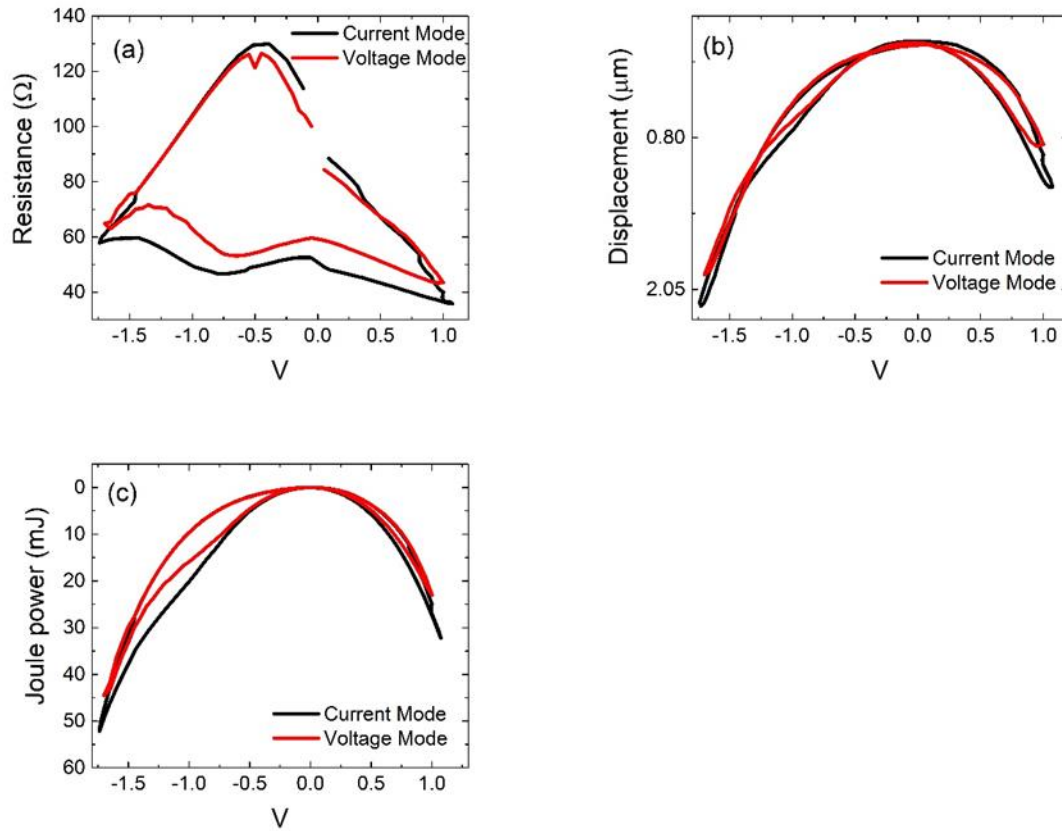 (a)
Current Mode
Voltage Mode
Resistance (Ω)
140
120
100
80
60
40
-1.5 -1.0 -0.5 0.0 0.5 1.0
V
(b)
Displacement (μm)
0.80
2.05
Current Mode
Voltage Mode
-1.5 -1.0 -0.5 0.0 0.5 1.0
V
(c)
Joule power (mJ)
0
10
20
30
40
50
60
Current Mode
Voltage Mode
-1.5 -1.0 -0.5 0.0 0.5 1.0
V